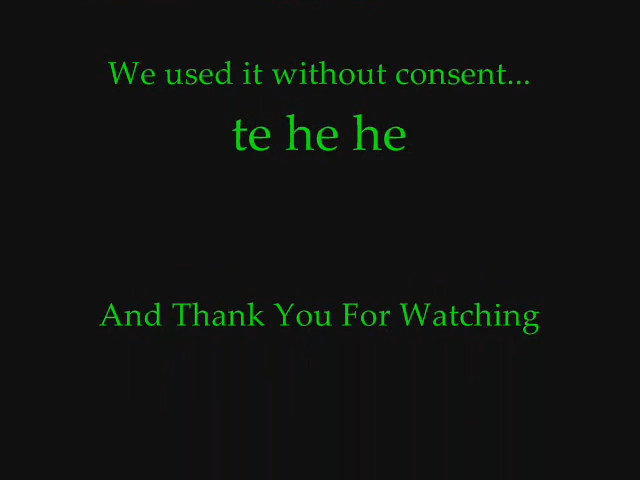 We used it without consent...
te he he
And Thank You For Watching